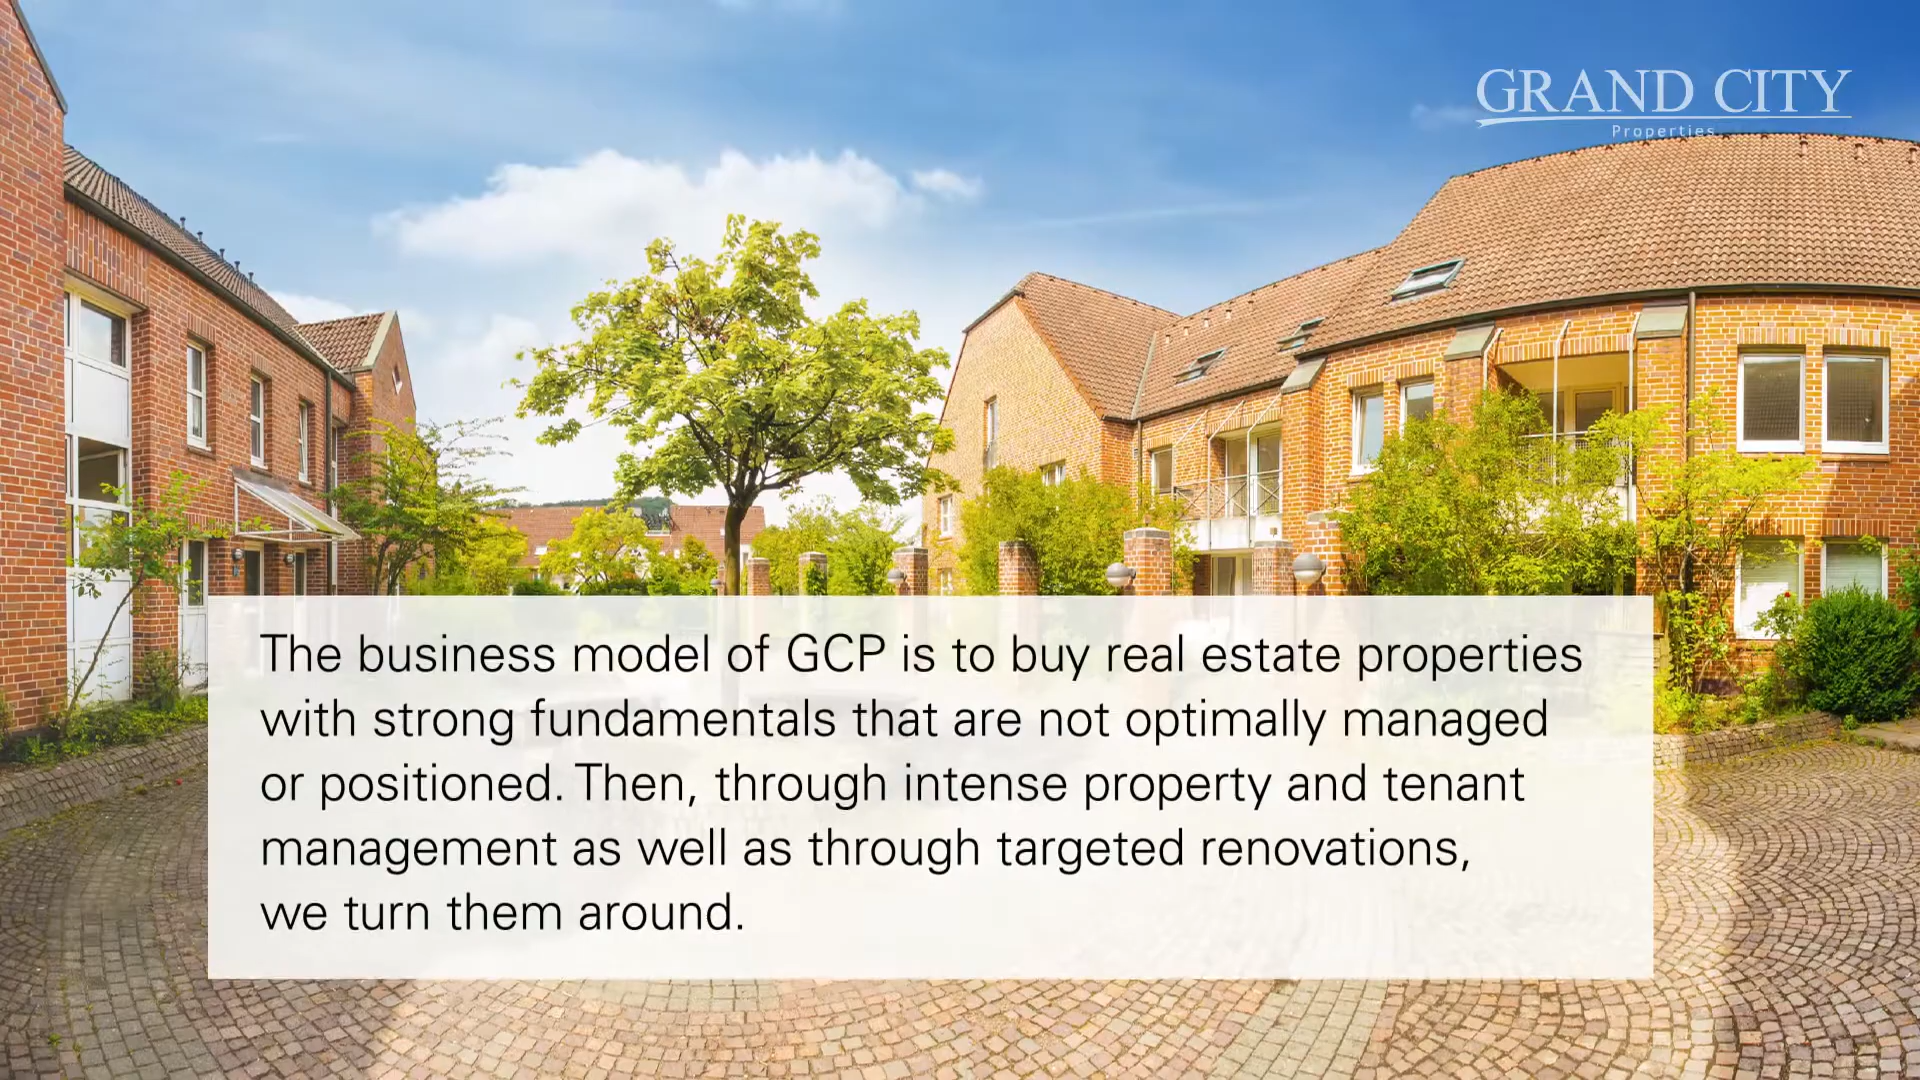 GRAND CITY
Properties
The business model of GCP is to buy real estate properties
with strong fundamentals that are not optimally managed
or positioned. Then, through intense property and tenant
management as well as through targeted renovations,
we turn them around.